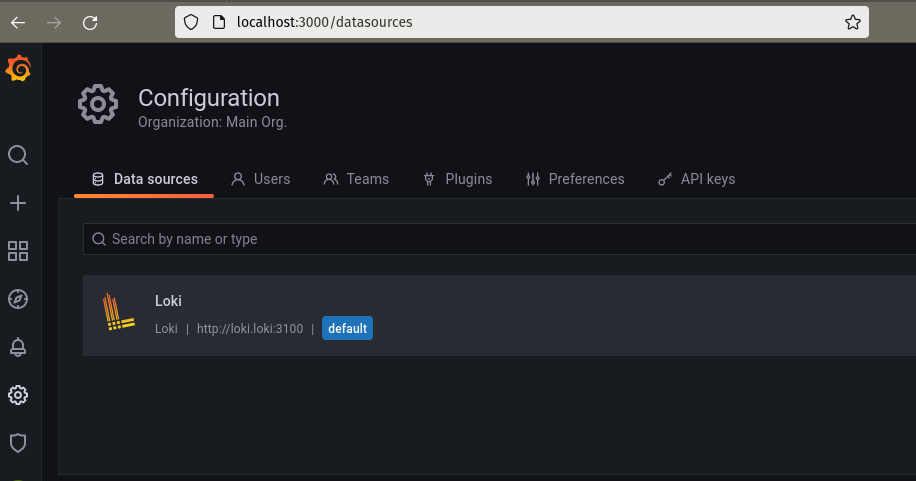 localhost:3000/datasources
Configuration
Organization: Main Org.
Data sources Users Teams Plugins Preferences API keys
Search by name or type
Loki
Loki | http://loki.loki:3100 | default